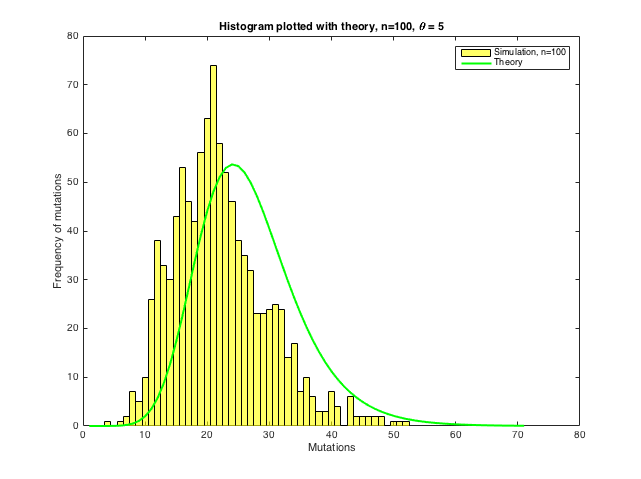 Histogram plotted with theory, n=100, θ = 5
Simulation, n=100
Theory
Frequency of mutations
80
70
60
50
40
30
20
10
0
0 10 20 30 40 50 60 70 80
Mutations